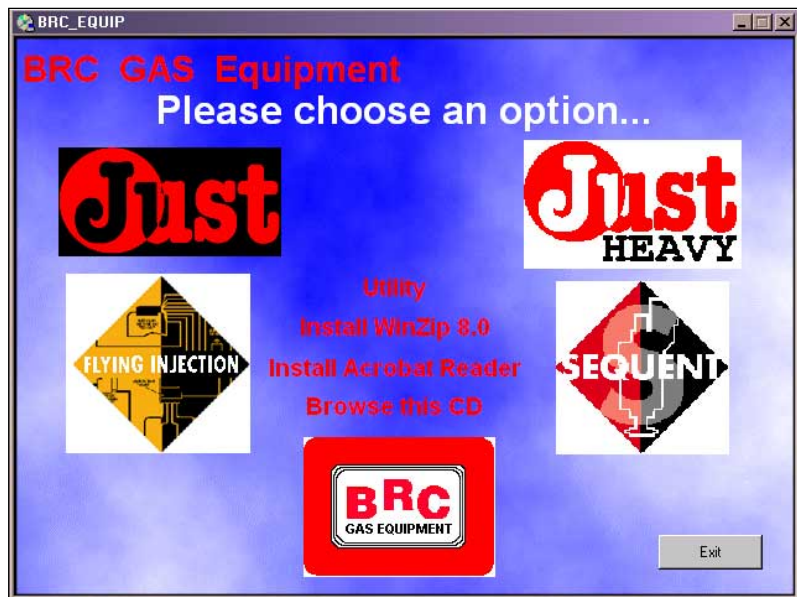 BRC_EQUIP
BRC GAS Equipment
Please choose an option...
Just
Just
HEAVY
Utility
Install WinZip 8.0
FLYING INJECTION
Install Acrobat Reader
SEQUENT
Browse this CD
BRC
GAS EQUIPMENT
Exit